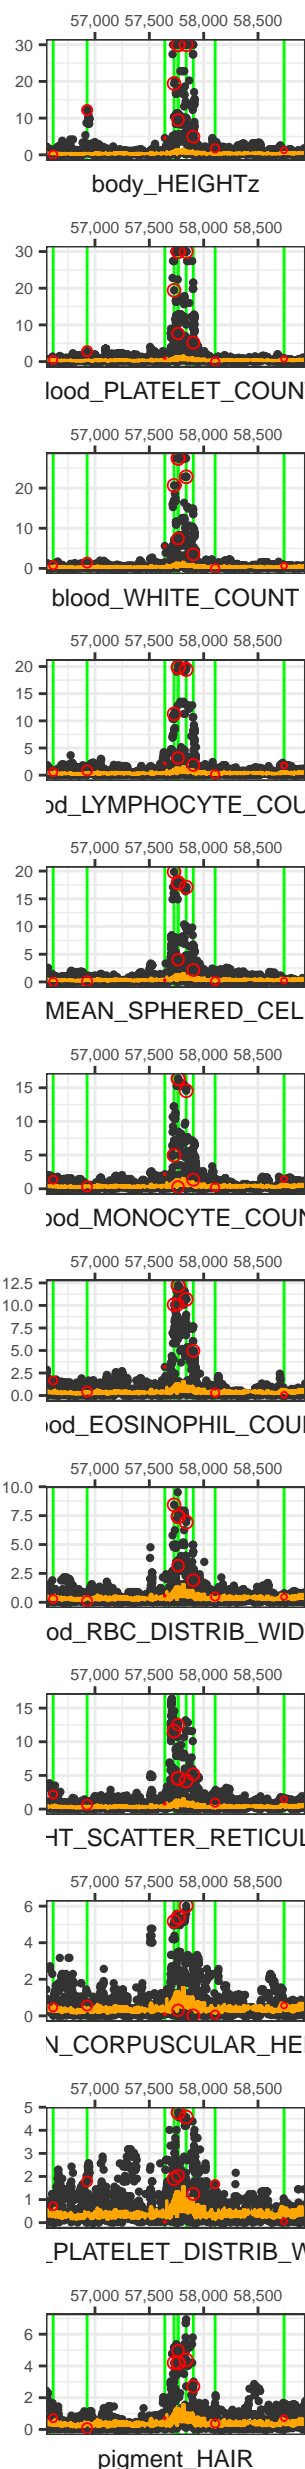 57,000 57,500 58,000 58,500
30
20
10
0
body_HEIGHTz
57,000 57,500 58,000 58,500
30
20
10
0
lood_PLATELET_COUN
57,000 57,500 58,000 58,500
20
10
0
blood_WHITE_COUNT
57,000 57,500 58,000 58,500
20
15
10
5
0
od_LYMPHOCYTE_COU
57,000 57,500 58,000 58,500
20
15
10
5
0
MEAN_SPHERED_CEL
57,000 57,500 58,000 58,500
15
10
5
0
ood_MONOCYTE_COUN
57,000 57,500 58,000 58,500
12.5
10.0
7.5
5.0
2.5
0.0
ood_EOSINOPHIL_COU
57,000 57,500 58,000 58,500
10.0
7.5
5.0
2.5
0.0
od_RBC_DISTRIB_WID
57,000 57,500 58,000 58,500
15
10
5
0
HT_SCATTER_RETICUL
57,000 57,500 58,000 58,500
6
4
2
0
N_CORPUSCULAR_HE
57,000 57,500 58,000 58,500
5
4
3
2
1
0
_PLATELET_DISTRIB_W
57,000 57,500 58,000 58,500
6
4
2
0
pigment_HAIR